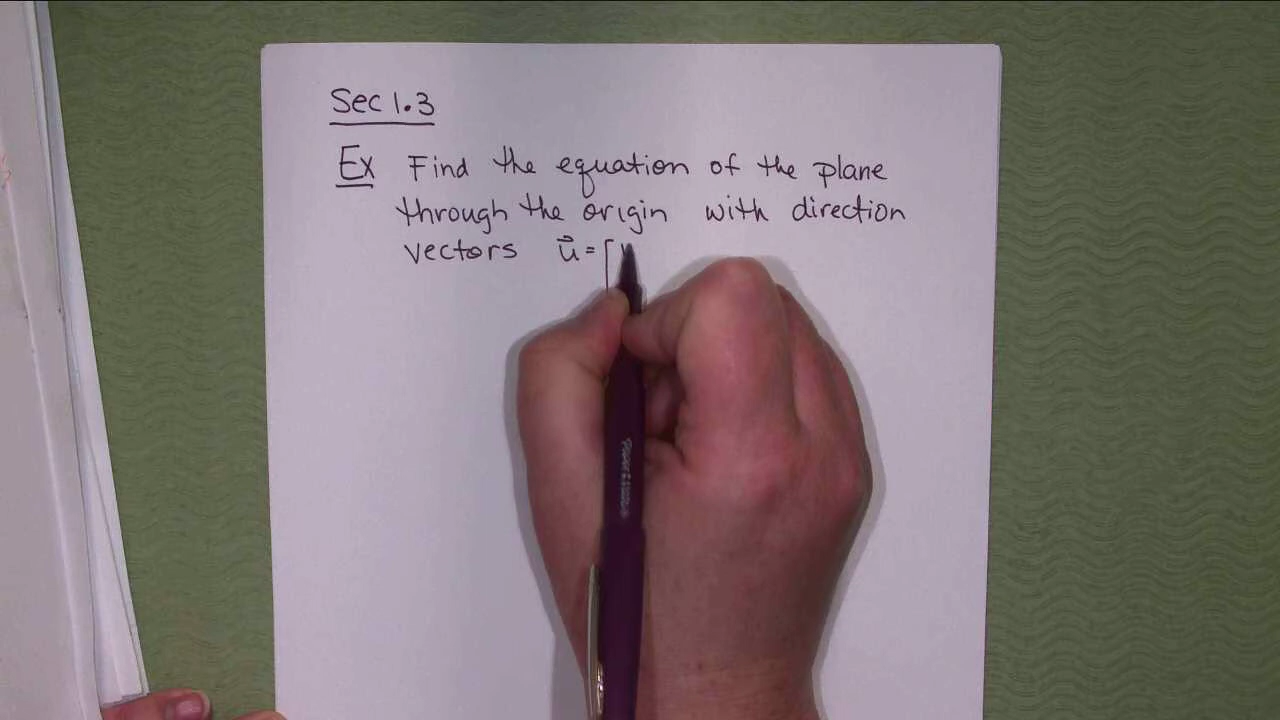 Sec 1.3
Ex Find the equation of the plane
through the origin with direction
vectors u⃗ = [